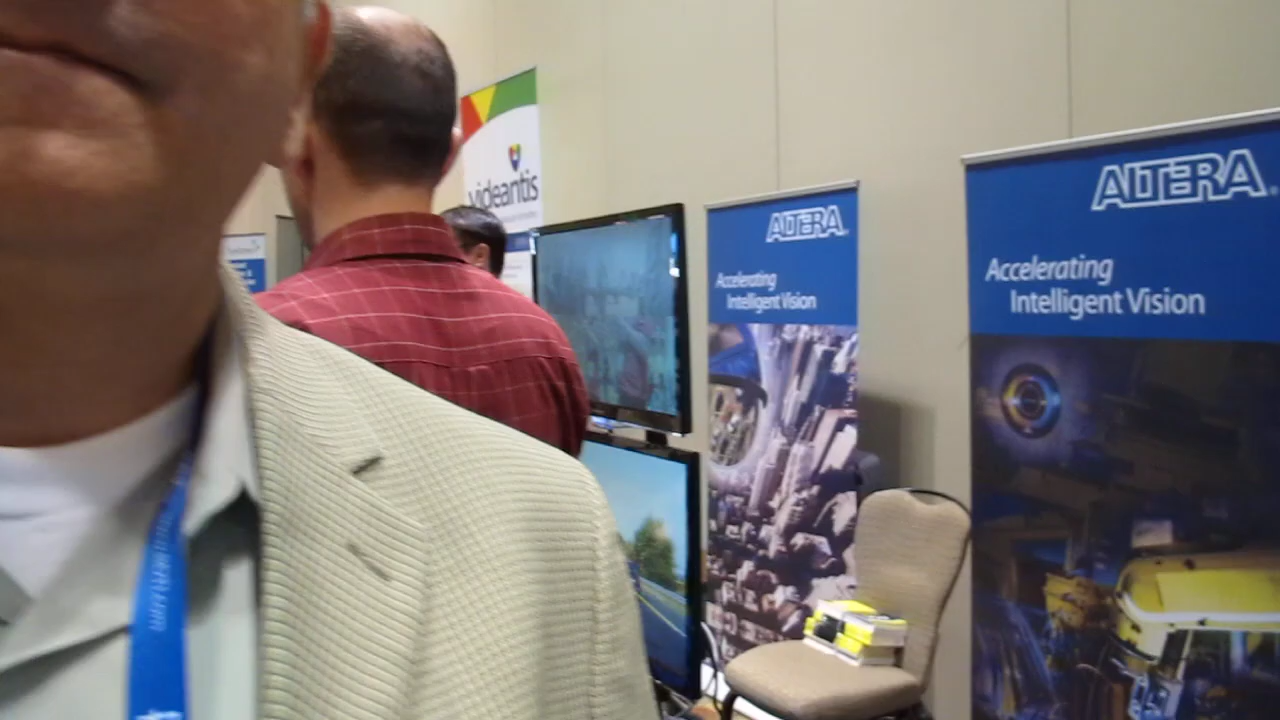 videantis
ALTERA®
Accelerating
Intelligent Vision
ALTERA®
Accelerating
Intelligent Vision